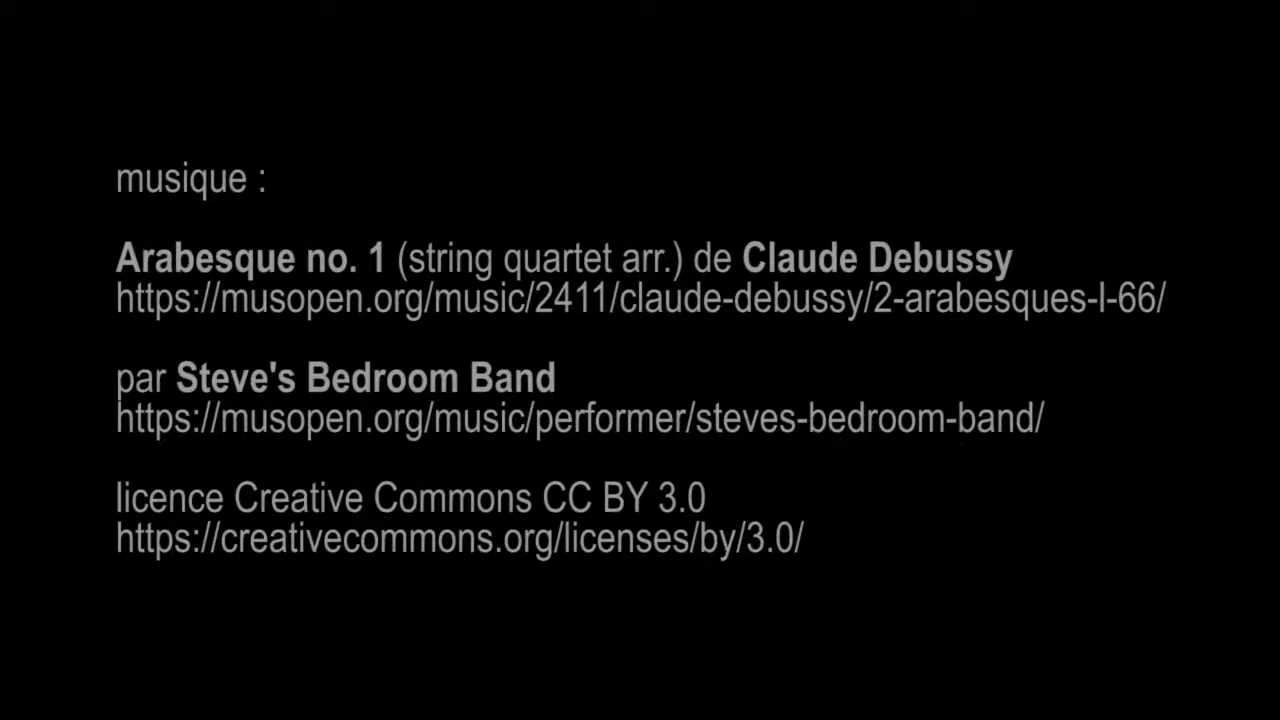 musique :
Arabesque no. 1 (string quartet arr.) de Claude Debussy
https://musopen.org/music/2411/claude-debussy/2-arabesques-l-66/
par Steve's Bedroom Band
https://musopen.org/music/performer/steves-bedroom-band/
licence Creative Commons CC BY 3.0
https://creativecommons.org/licenses/by/3.0/